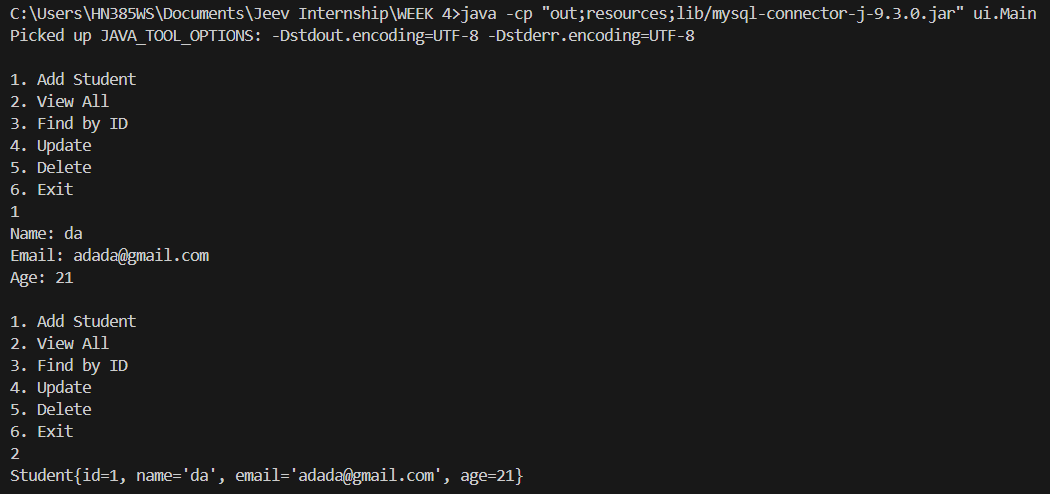 C:\Users\HN385WS\Documents\Jeev Internship\WEEK 4>java -cp "out;resources;lib/mysql-connector-j-9.3.0.jar" ui.Main
Picked up JAVA_TOOL_OPTIONS: -Dstdout.encoding=UTF-8 -Dstderr.encoding=UTF-8
1. Add Student
2. View All
3. Find by ID
4. Update
5. Delete
6. Exit
1
Name: da
Email: adada@gmail.com
Age: 21
1. Add Student
2. View All
3. Find by ID
4. Update
5. Delete
6. Exit
2
Student{id=1, name='da', email='adada@gmail.com', age=21}